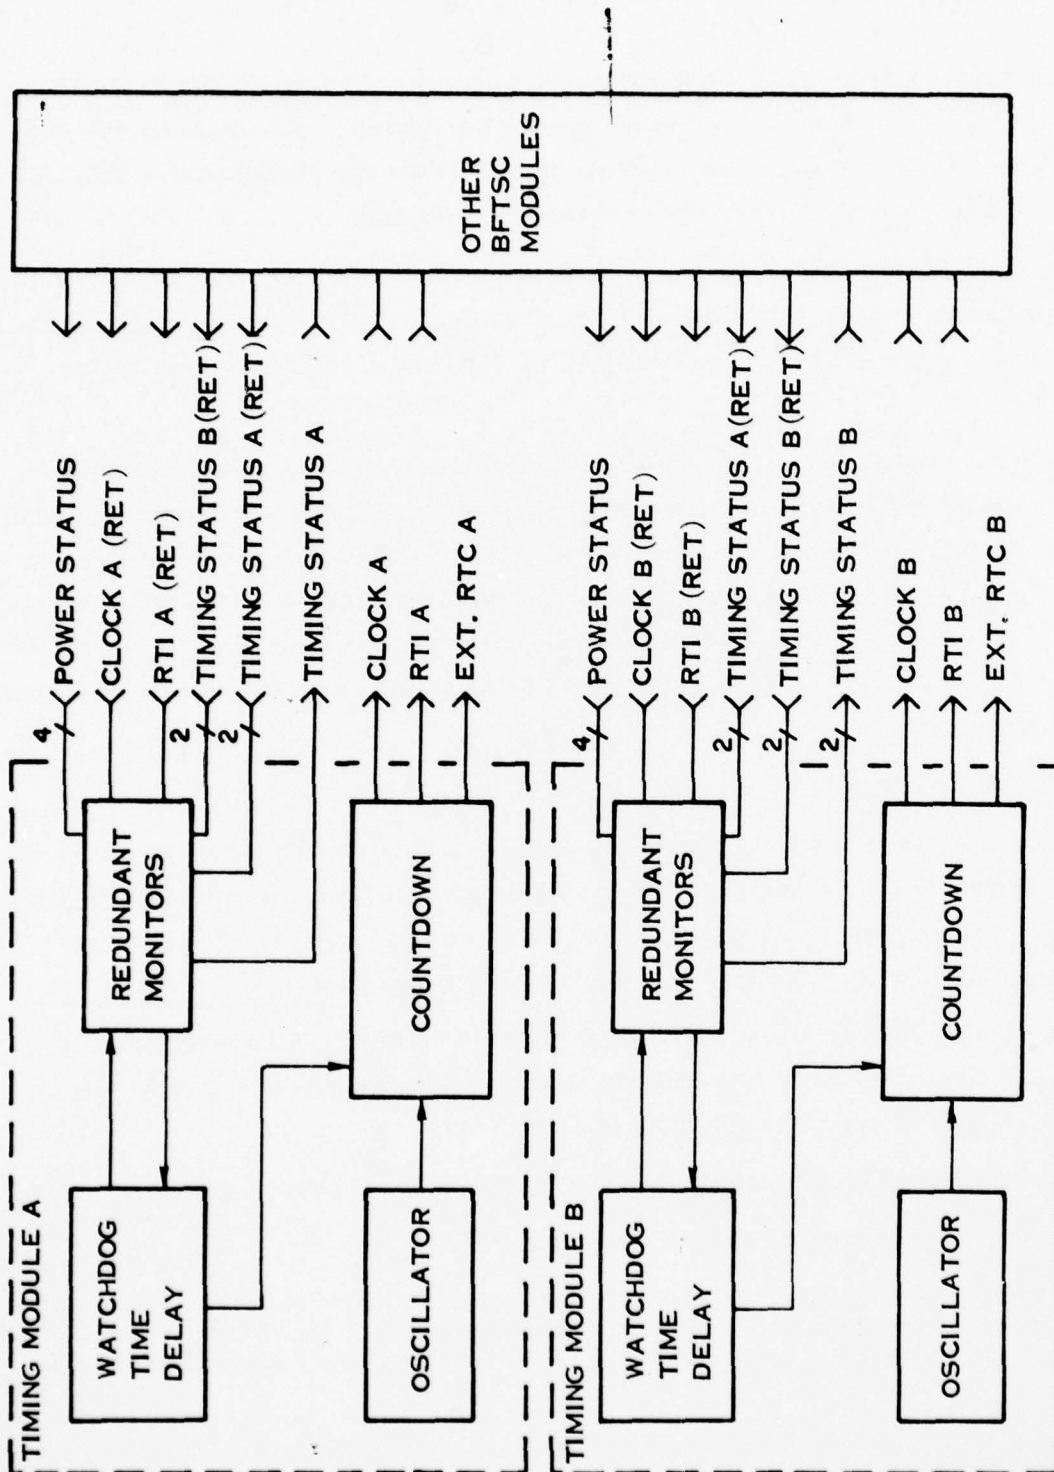 TIMING MODULE A
WATCHDOG
TIME
DELAY
REDUNDANT
MONITORS
OSCILLATOR
COUNTDOWN
4
POWER STATUS
CLOCK A (RET)
RTI A (RET)
2
TIMING STATUS B (RET)
2
TIMING STATUS A (RET)
TIMING STATUS A
CLOCK A
RTI A
EXT. RTC A
TIMING MODULE B
WATCHDOG
TIME
DELAY
REDUNDANT
MONITORS
OSCILLATOR
COUNTDOWN
4
POWER STATUS
CLOCK B (RET)
RTI B (RET)
2
TIMING STATUS A (RET)
2
TIMING STATUS B (RET)
2
TIMING STATUS B
CLOCK B
RTI B
EXT. RTC B
OTHER
BFTSC
MODULES